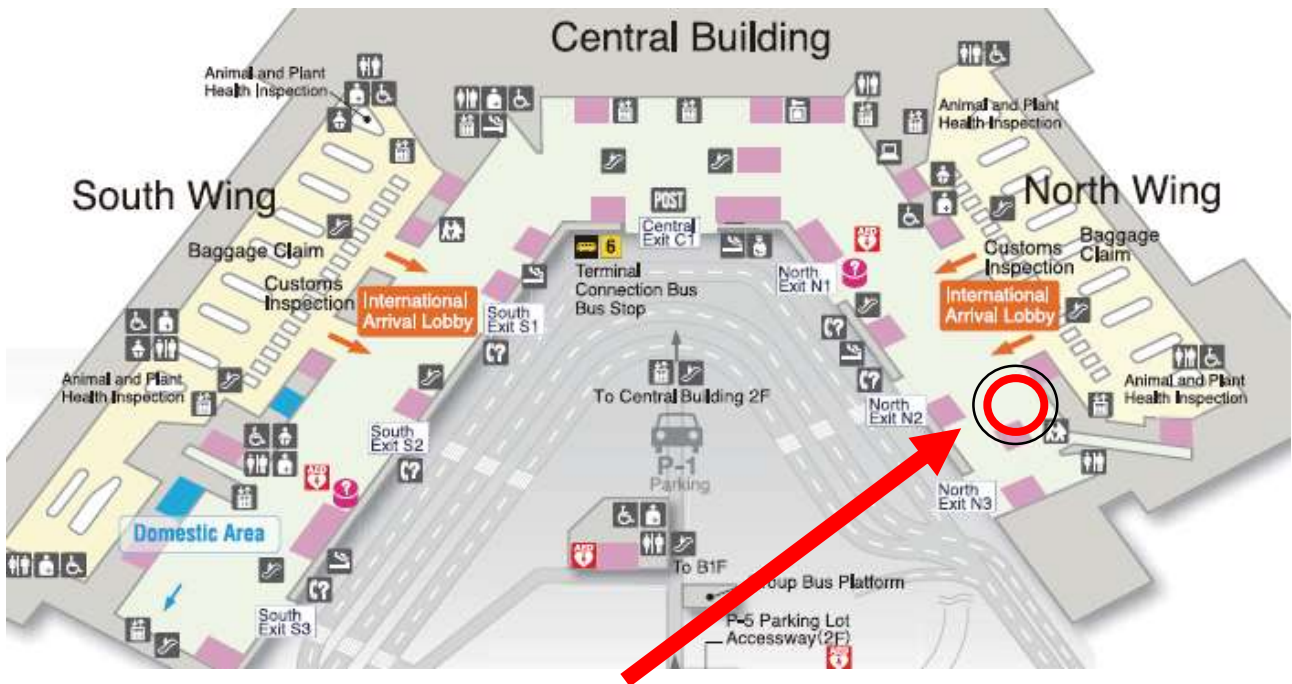 Central Building
Animal and Plant
Health Inspection
Animal and Plant
Health Inspection
South Wing
North Wing
POST
Central
Exit C1
AED
Baggage Claim
Customs
Inspection
International
Arrival Lobby
6
Terminal
Connection Bus
Bus Stop
South
Exit S1
North
Exit N1
?
Customs
Inspection
Baggage
Claim
International
Arrival Lobby
?
?
?
Animal and Plant
Health Inspection
To Central Building 2F
Animal and Plant
Health Inspection
South
Exit S2
North
Exit N2
P-1
Parking
?
AED
?
North
Exit N3
Domestic Area
AED
To B1F
Group Bus Platform
?
South
Exit S3
P-5 Parking Lot
Accessway(2F)
AED